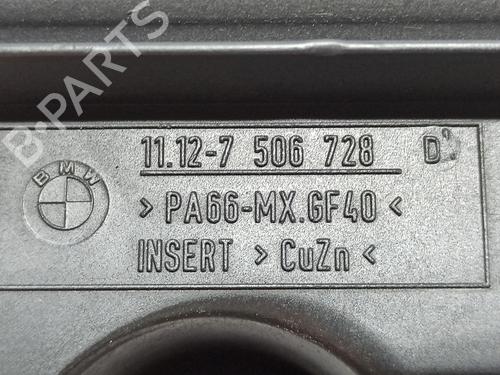 B-PARTS
BMW
11.12-7 506 728 D
> PA66-MX.GF40 <
INSERT > CuZn <